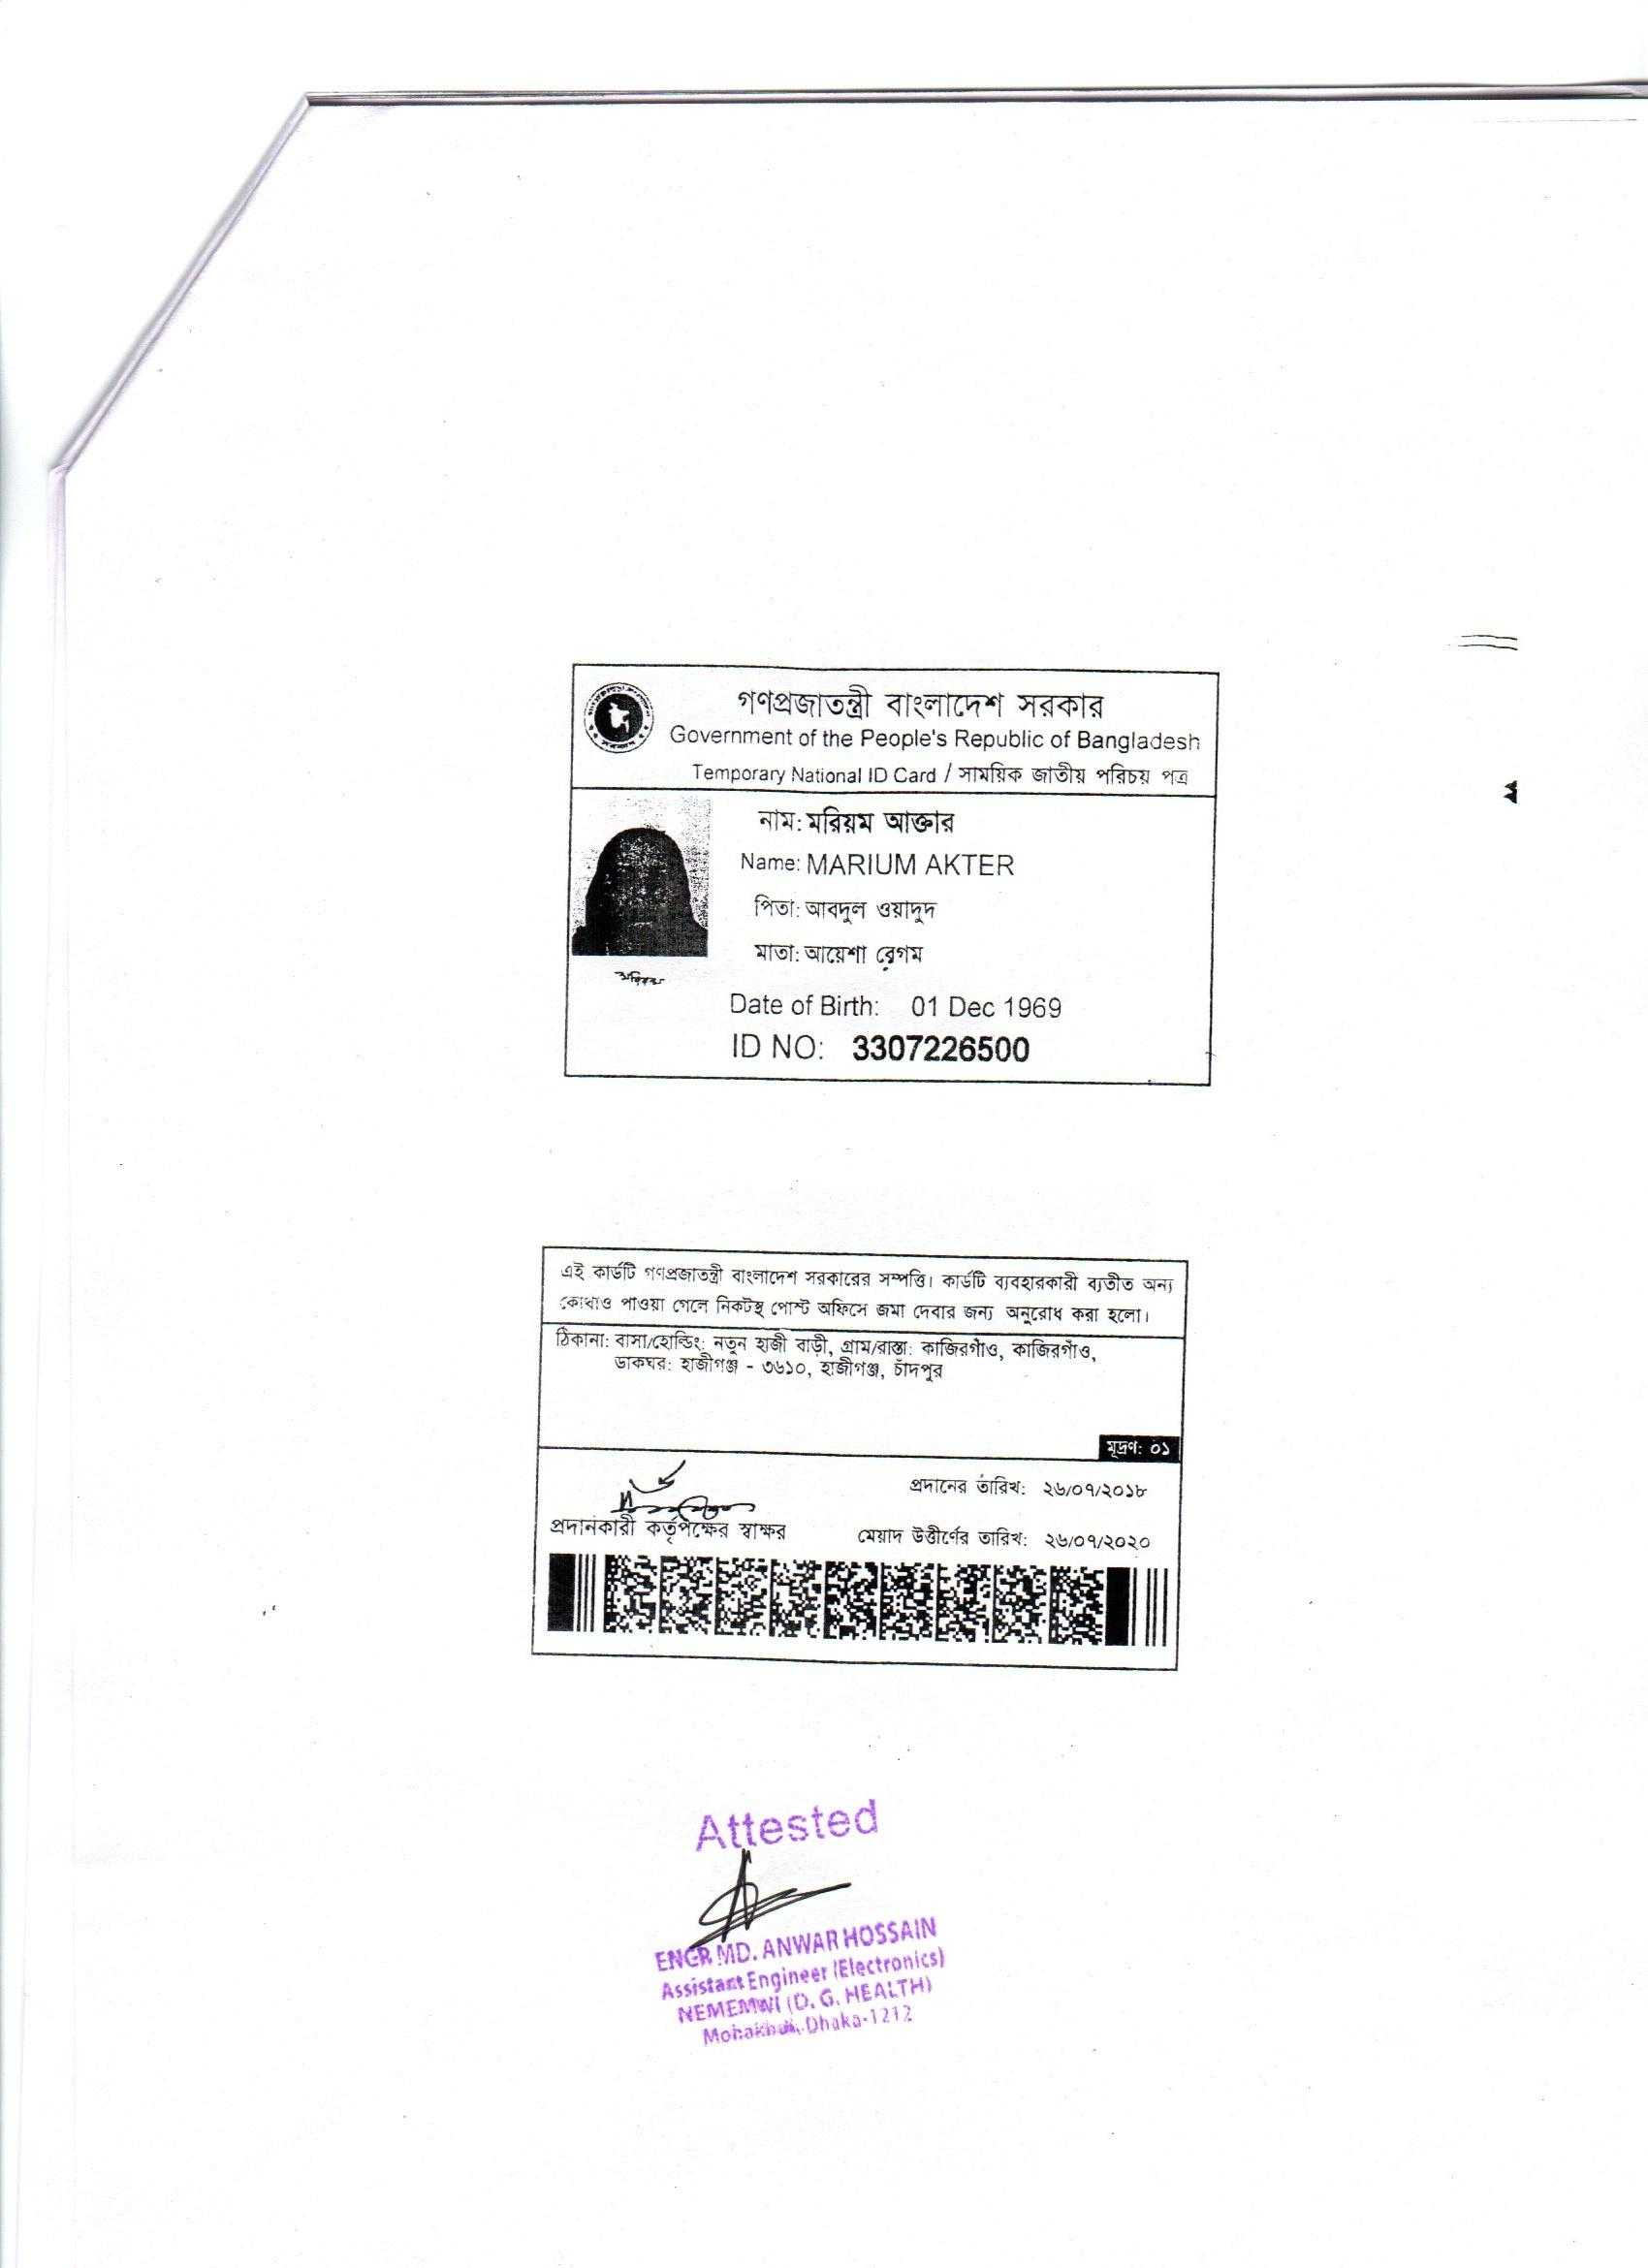 গণপ্রজাতন্ত্রী বাংলাদেশ সরকার
Government of the People's Republic of Bangladesh
Temporary National ID Card / সাময়িক জাতীয় পরিচয় পত্র
নাম: মরিয়ম আক্তার
Name: MARIUM AKTER
পিতা: আবদুল ওয়াদুদ
মাতা: আয়েশা বেগম
Date of Birth: 01 Dec 1969
ID NO: 3307226500
এই কার্ডটি গণপ্রজাতন্ত্রী বাংলাদেশ সরকারের সম্পত্তি। কার্ডটি ব্যবহারকারী ব্যতীত অন্য
কোথাও পাওয়া গেলে নিকটস্থ পোস্ট অফিসে জমা দেবার জন্য অনুরোধ করা হলো।
ঠিকানা: বাসা/হোল্ডিং: নতুন হাজী বাড়ী, গ্রাম/রাস্তা: কাজিরগাঁও, কাজিরগাঁও,
ডাকঘর: হাজীগঞ্জ - ৩৬১০, হাজীগঞ্জ, চাঁদপুর
মূদ্রণ: ০১
প্রদানের তারিখ: ২৬/০৭/২০১৮
প্রদানকারী কর্তৃপক্ষের স্বাক্ষর
মেয়াদ উত্তীর্ণের তারিখ: ২৬/০৭/২০২০
Attested
ENGR. MD. ANWAR HOSSAIN
Assistant Engineer (Electronics)
NEMEMWI (D. G. HEALTH)
Mohakhali, Dhaka-1212